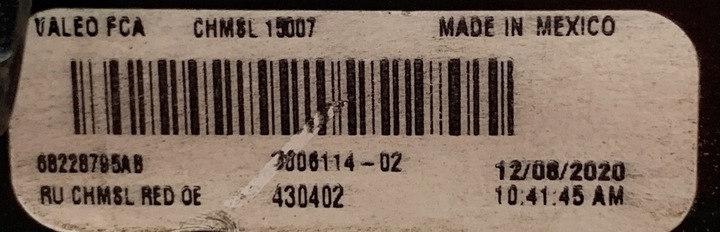 VALEO FCA CHMSL 15007 MADE IN MEXICO
68228795AB 3806114-02 12/08/2020
RU CHMSL RED OE 430402 10:41:45 AM